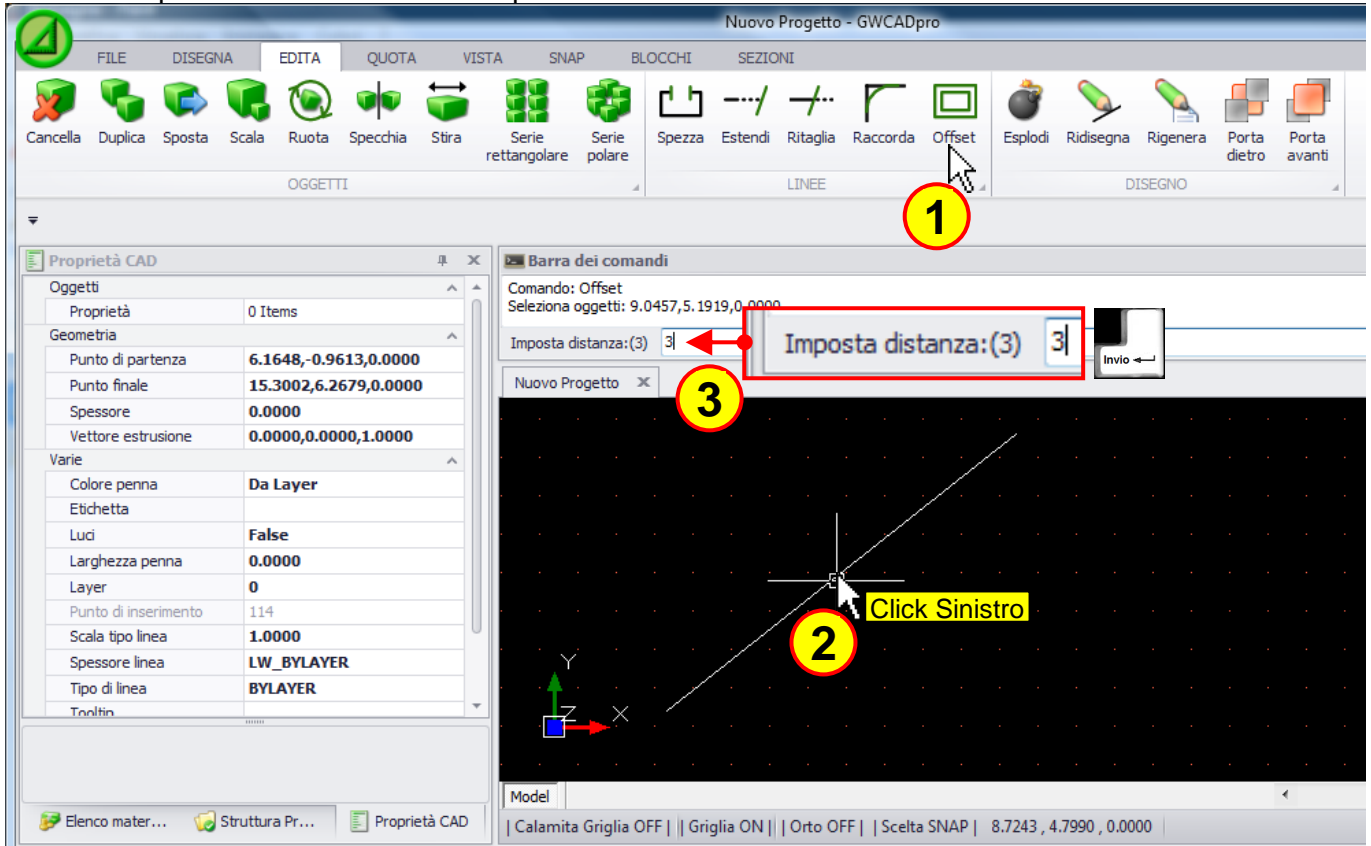 Nuovo Progetto - GWCADpro
FILE DISEGNA EDITA QUOTA VISTA SNAP BLOCCHI SEZIONI
Cancella Duplica Sposta Scala Ruota Specchia Stira Serie rettangolare Serie polare Spezza Estendi Ritaglia Raccorda Offset Esplodi Ridisegna Rigenera Porta dietro Porta avanti
OGGETTI LINEE DISEGNO
1
Proprietà CAD
Oggetti
Proprietà 0 Items
Geometria
Punto di partenza 6.1648,-0.9613,0.0000
Punto finale 15.3002,6.2679,0.0000
Spessore 0.0000
Vettore estrusione 0.0000,0.0000,1.0000
Varie
Colore penna Da Layer
Etichetta
Luci False
Larghezza penna 0.0000
Layer 0
Punto di inserimento 114
Scala tipo linea 1.0000
Spessore linea LW_BYLAYER
Tipo di linea BYLAYER
Tooltip
Elenco mater... Struttura Pr... Proprietà CAD
Barra dei comandi
Comando: Offset
Seleziona oggetti: 9.0457,5.1919,0.0000
Imposta distanza:(3) 3
Imposta distanza:(3) 3
Invio
Nuovo Progetto
3
Click Sinistro
2
Y
Z X
Model
| Calamita Griglia OFF | | Griglia ON | | Orto OFF | | Scelta SNAP | 8.7243 , 4.7990 , 0.0000